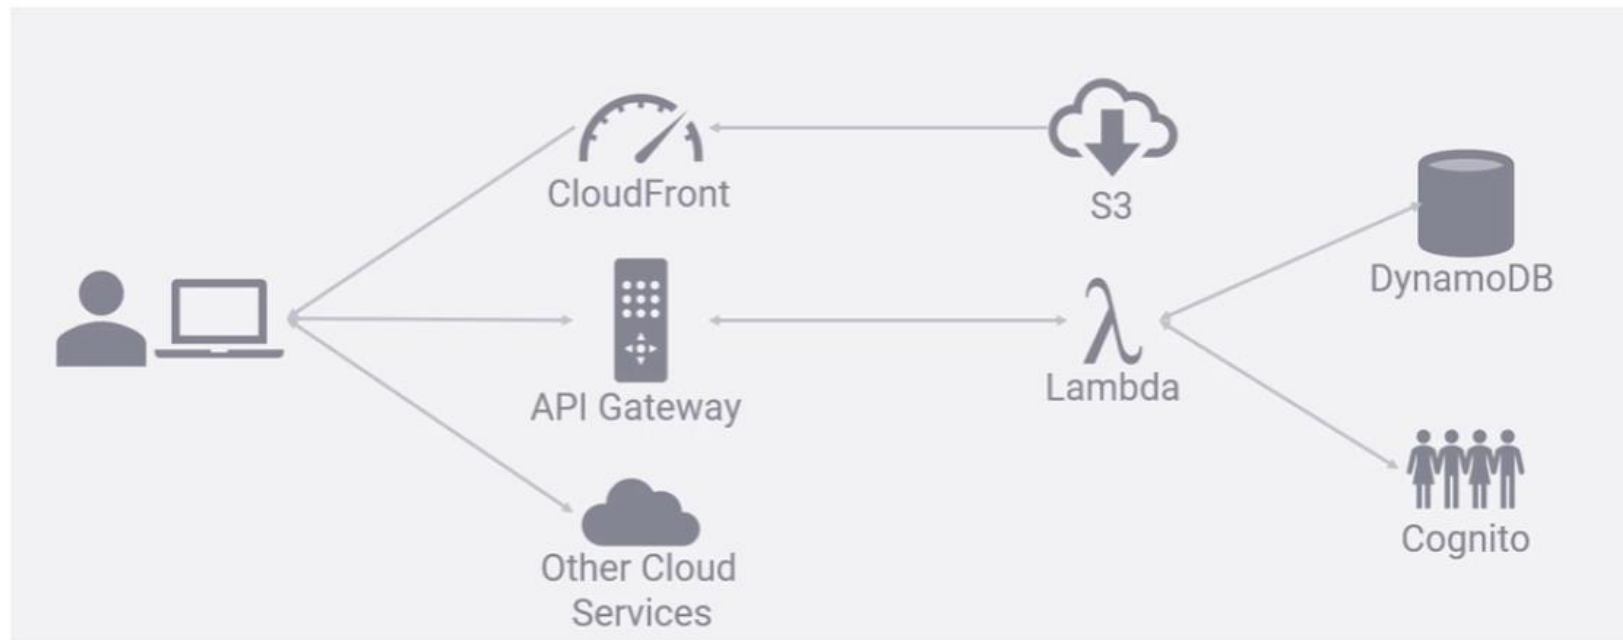 CloudFront
S3
DynamoDB
API Gateway
λ
Lambda
Cognito
Other Cloud
Services